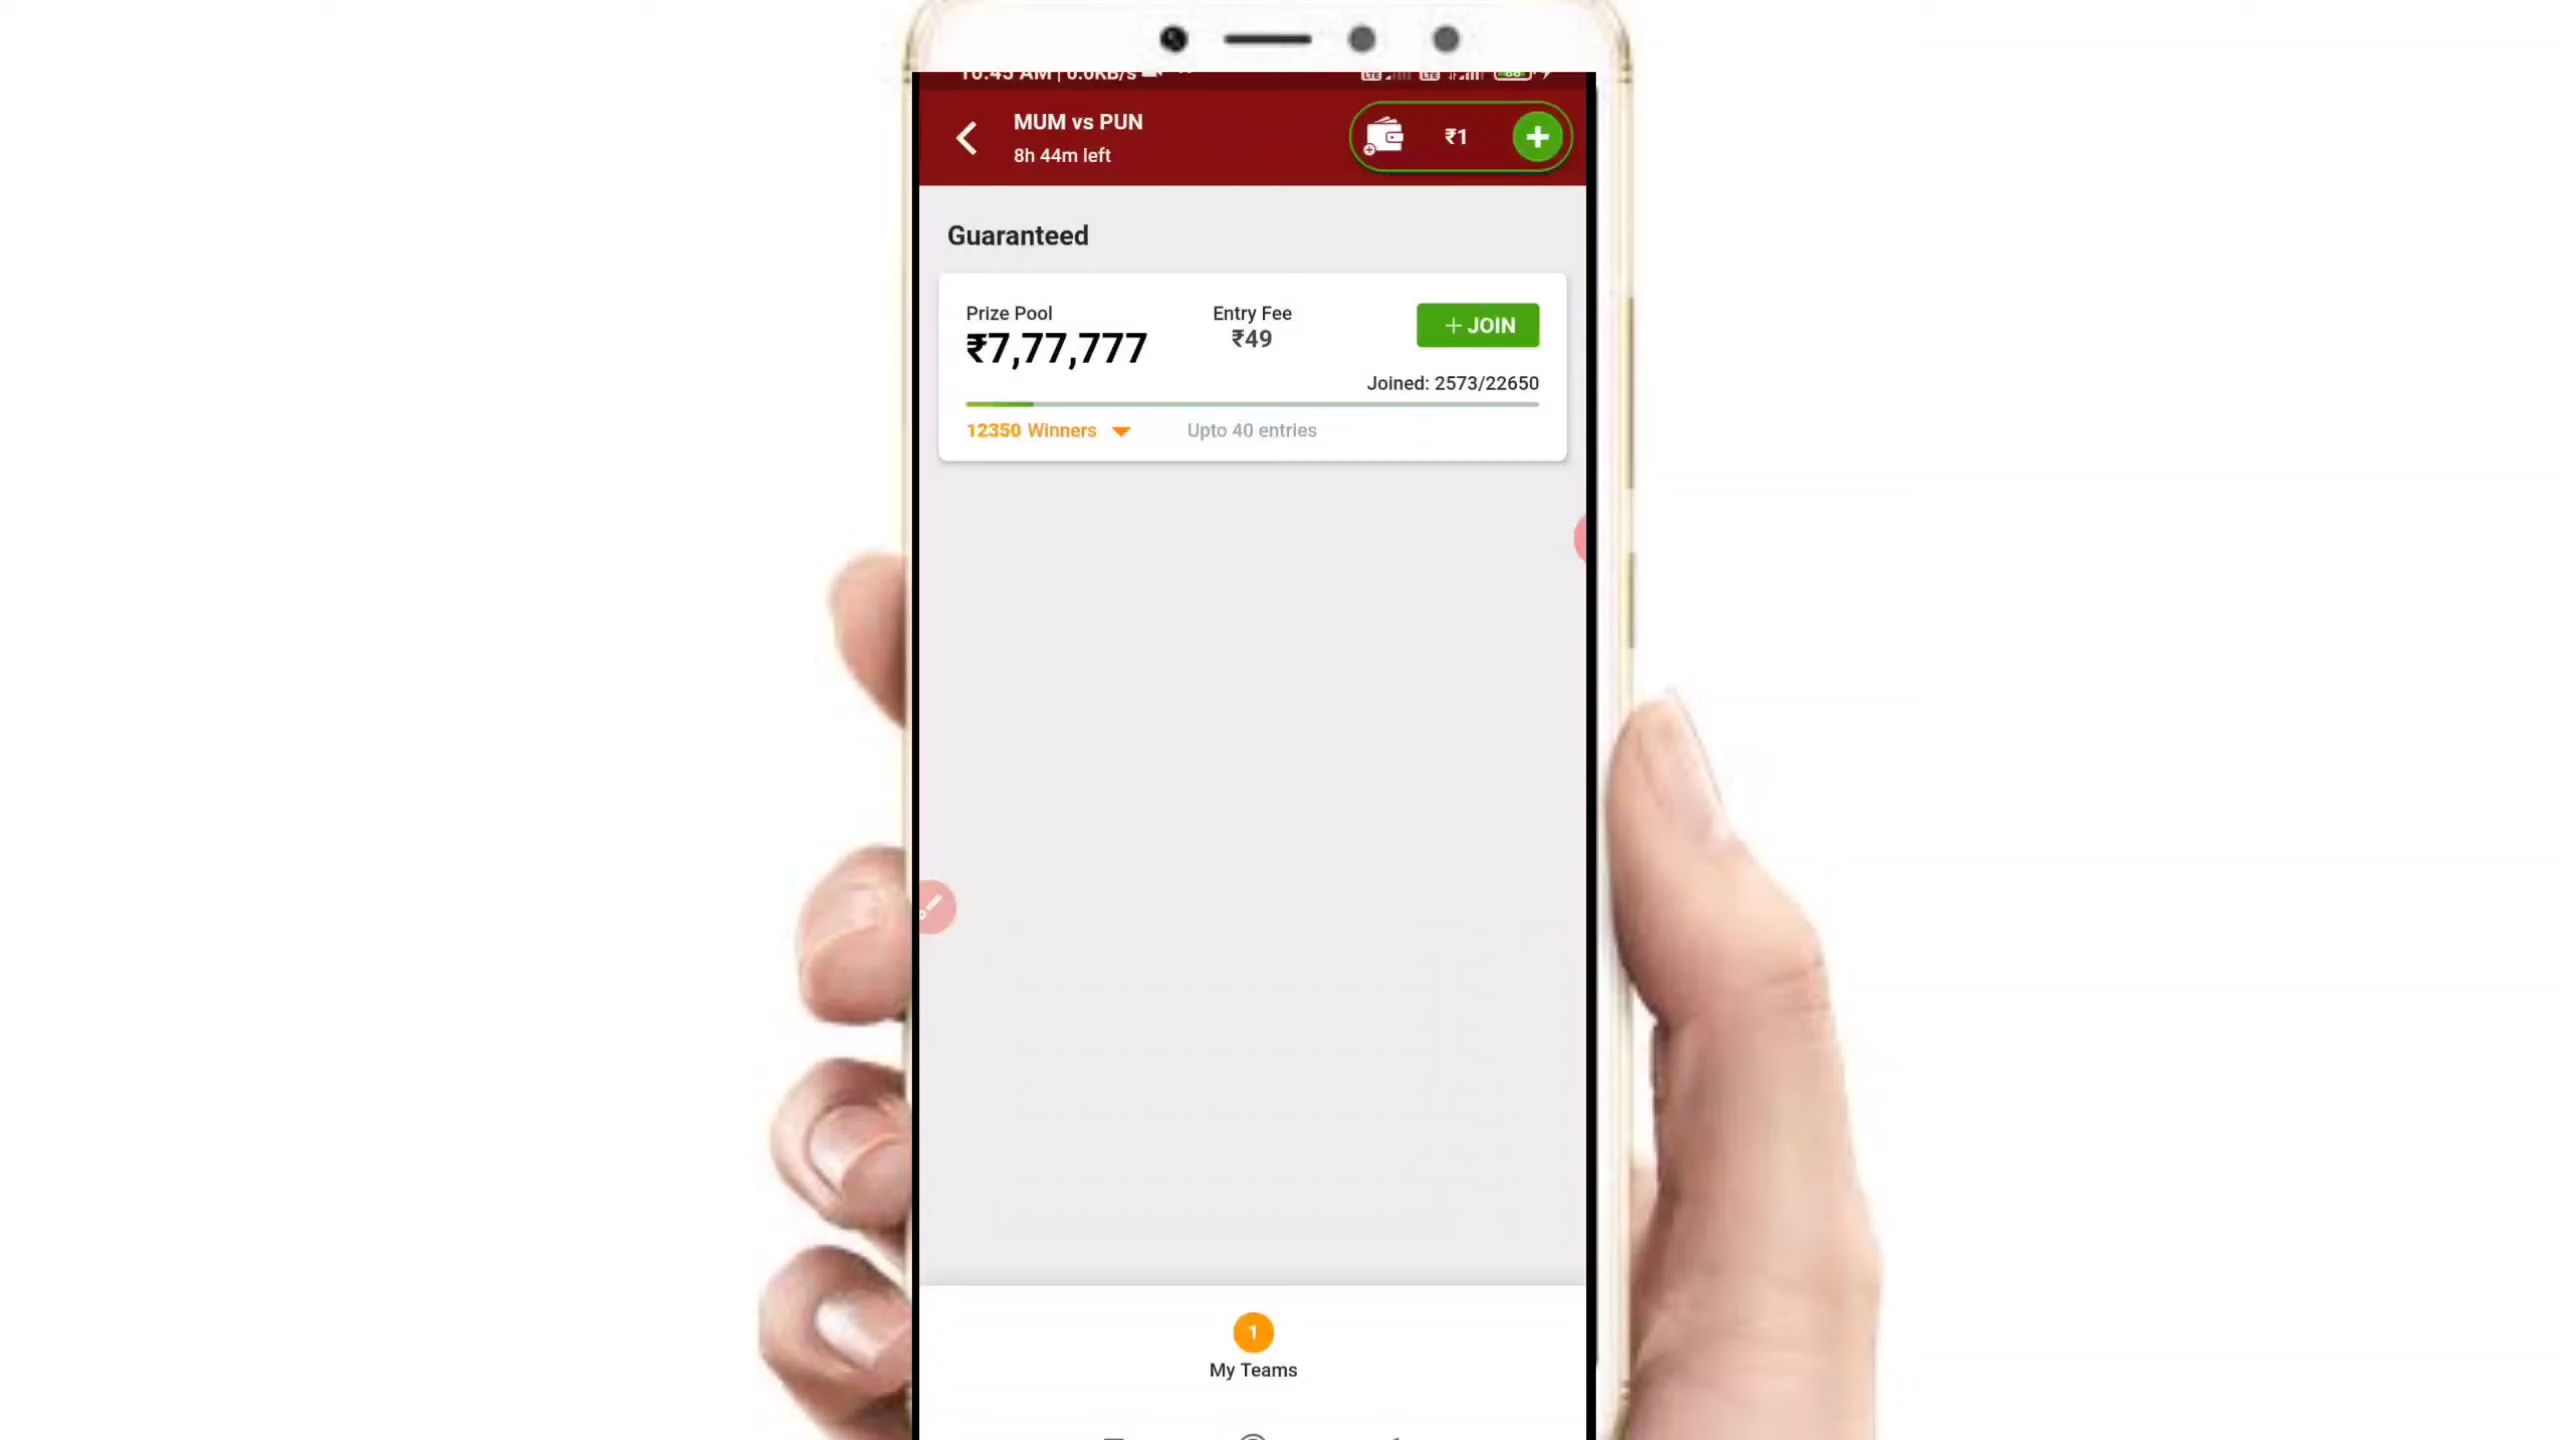 MUM vs PUN
8h 44m left
₹1
Guaranteed
Prize Pool
Entry Fee
₹7,77,777
₹49
+ JOIN
Joined: 2573/22650
12350 Winners
Upto 40 entries
1
My Teams